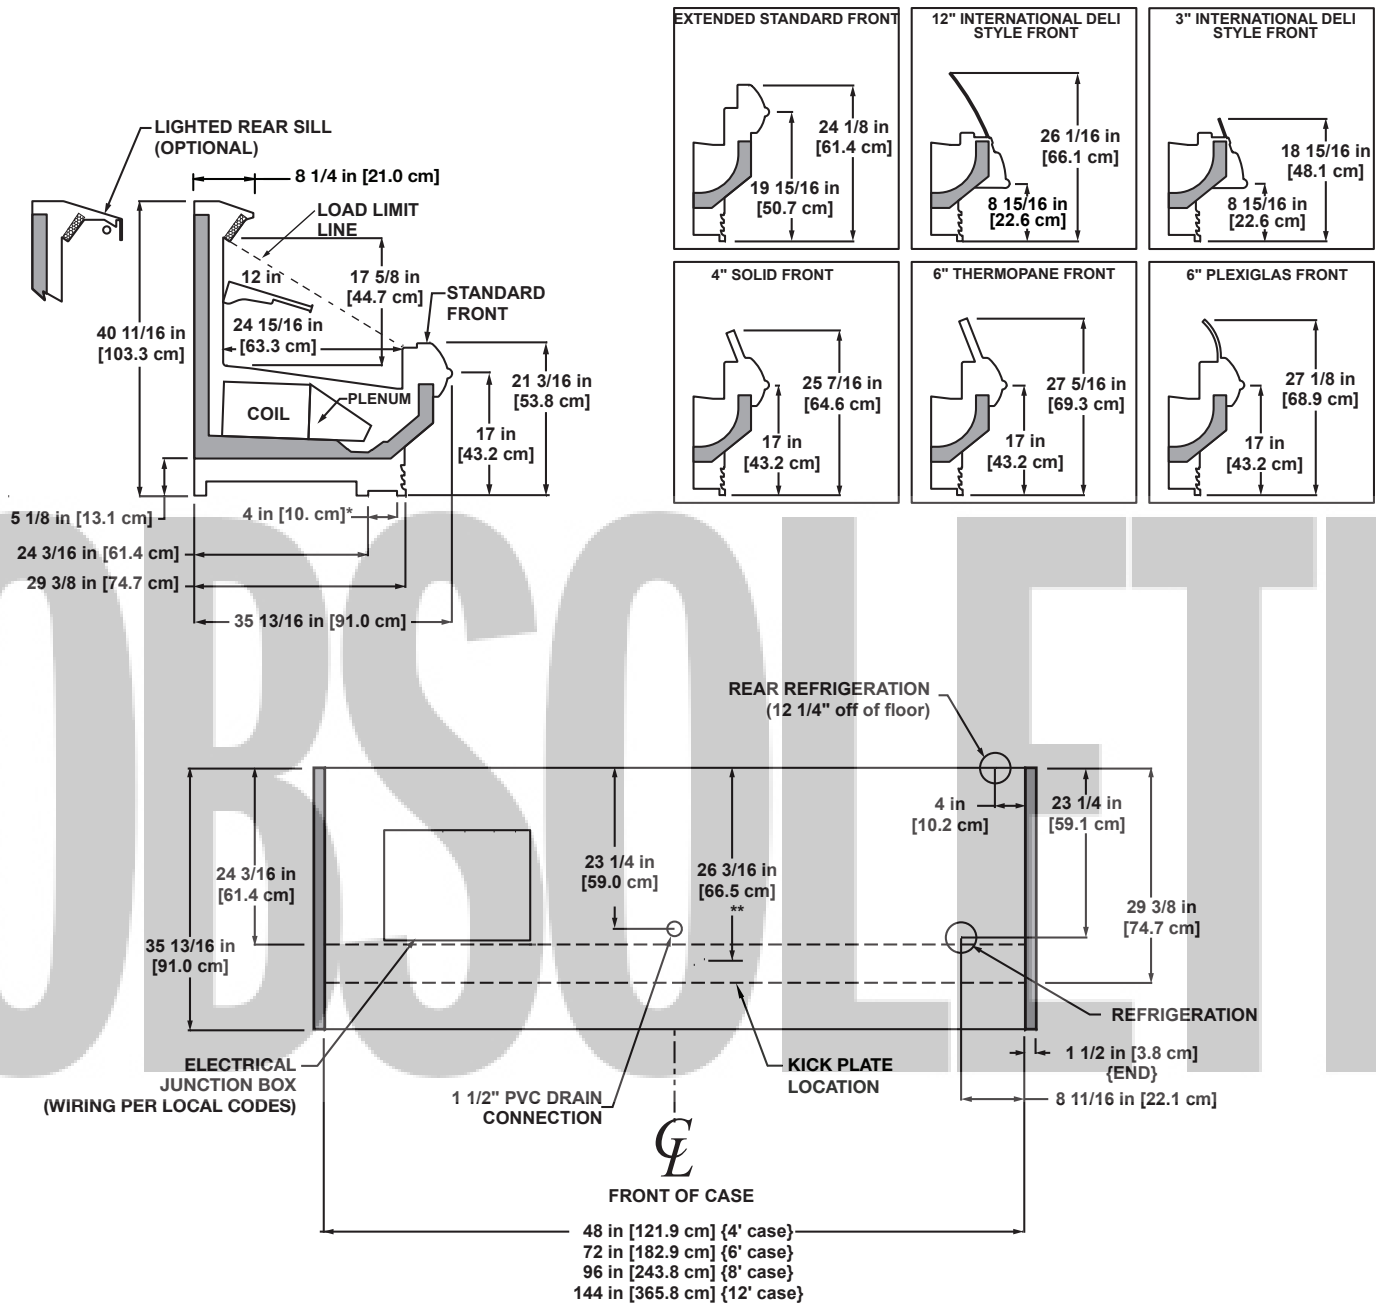 EXTENDED STANDARD FRONT
24 1/8 in
[61.4 cm]
19 15/16 in
[50.7 cm]
12" INTERNATIONAL DELI
STYLE FRONT
26 1/16 in
[66.1 cm]
8 15/16 in
[22.6 cm]
3" INTERNATIONAL DELI
STYLE FRONT
18 15/16 in
[48.1 cm]
8 15/16 in
[22.6 cm]
LIGHTED REAR SILL
(OPTIONAL)
8 1/4 in [21.0 cm]
LOAD LIMIT
LINE
12 in
17 5/8 in
[44.7 cm]
STANDARD
FRONT
40 11/16 in
[103.3 cm]
24 15/16 in
[63.3 cm]
COIL
PLENUM
21 3/16 in
[53.8 cm]
17 in
[43.2 cm]
5 1/8 in [13.1 cm]
4 in [10. cm]*
24 3/16 in [61.4 cm]
29 3/8 in [74.7 cm]
35 13/16 in [91.0 cm]
4" SOLID FRONT
25 7/16 in
[64.6 cm]
17 in
[43.2 cm]
6" THERMOPANE FRONT
27 5/16 in
[69.3 cm]
17 in
[43.2 cm]
6" PLEXIGLAS FRONT
27 1/8 in
[68.9 cm]
17 in
[43.2 cm]
OBSOLETE
REAR REFRIGERATION
(12 1/4" off of floor)
4 in
[10.2 cm]
23 1/4 in
[59.1 cm]
24 3/16 in
[61.4 cm]
23 1/4 in
[59.0 cm]
26 3/16 in
[66.5 cm]
**
29 3/8 in
[74.7 cm]
35 13/16 in
[91.0 cm]
REFRIGERATION
1 1/2 in [3.8 cm]
{END}
8 11/16 in [22.1 cm]
ELECTRICAL
JUNCTION BOX
(WIRING PER LOCAL CODES)
1 1/2" PVC DRAIN
CONNECTION
KICK PLATE
LOCATION
CL
FRONT OF CASE
48 in [121.9 cm] {4' case}
72 in [182.9 cm] {6' case}
96 in [243.8 cm] {8' case}
144 in [365.8 cm] {12' case}